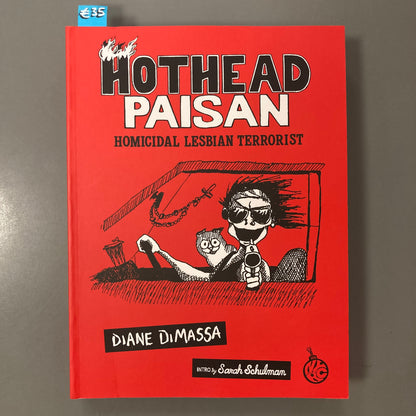 €35
HOTHEAD
PAISAN
HOMICIDAL LESBIAN TERRORIST
DIANE DiMASSA
INTRO by Sarah Schulman